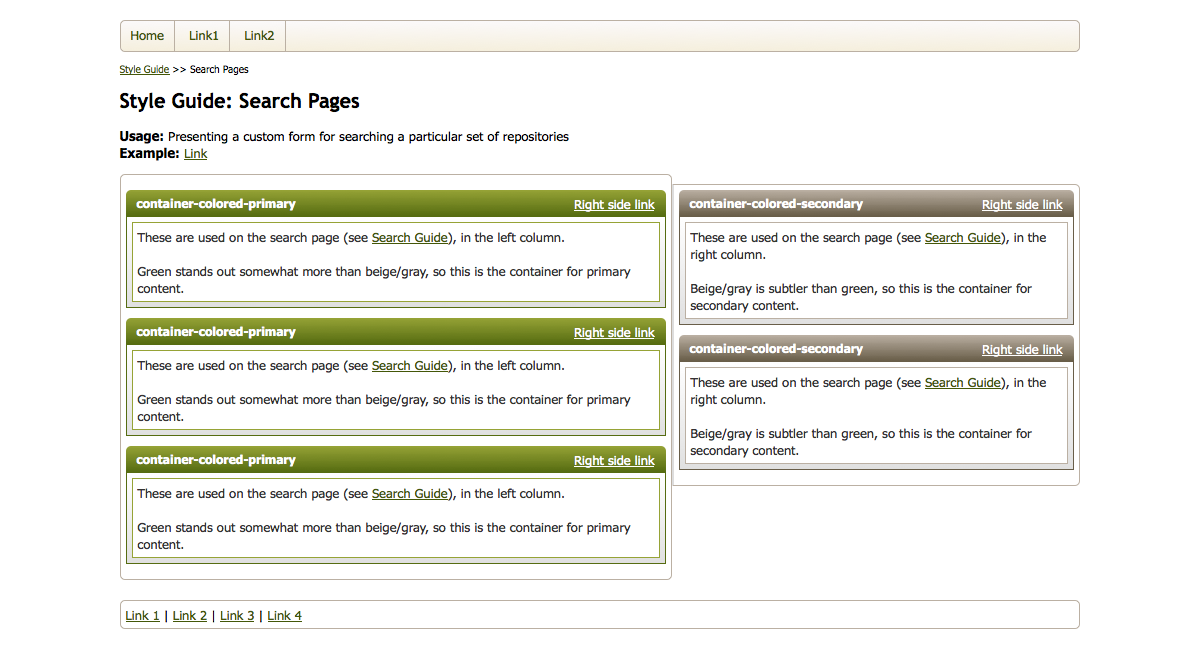 Home Link1 Link2
Style Guide >> Search Pages
Style Guide: Search Pages
Usage: Presenting a custom form for searching a particular set of repositories
Example: Link
container-colored-primary Right side link
These are used on the search page (see Search Guide), in the left column.
Green stands out somewhat more than beige/gray, so this is the container for primary
content.
container-colored-primary Right side link
These are used on the search page (see Search Guide), in the left column.
Green stands out somewhat more than beige/gray, so this is the container for primary
content.
container-colored-primary Right side link
These are used on the search page (see Search Guide), in the left column.
Green stands out somewhat more than beige/gray, so this is the container for primary
content.
container-colored-secondary Right side link
These are used on the search page (see Search Guide), in the
right column.
Beige/gray is subtler than green, so this is the container for
secondary content.
container-colored-secondary Right side link
These are used on the search page (see Search Guide), in the
right column.
Beige/gray is subtler than green, so this is the container for
secondary content.
Link 1 | Link 2 | Link 3 | Link 4